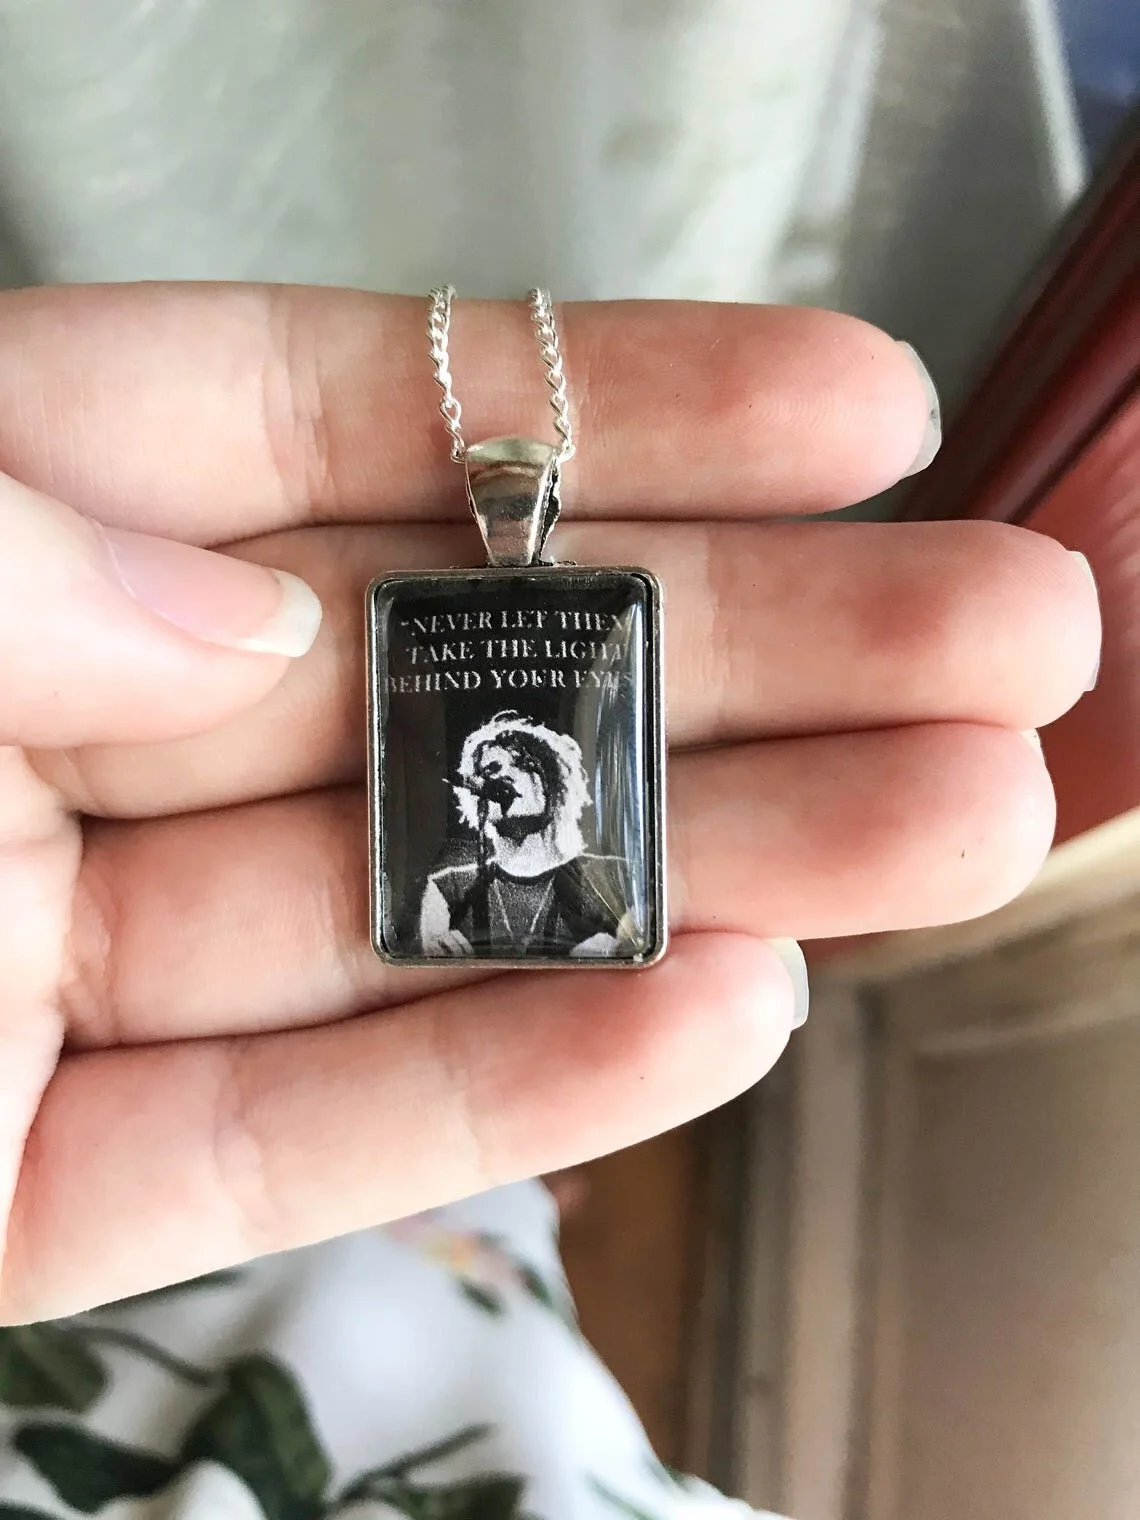 "NEVER LET THEM
TAKE THE LIGHT
BEHIND YOUR EYES